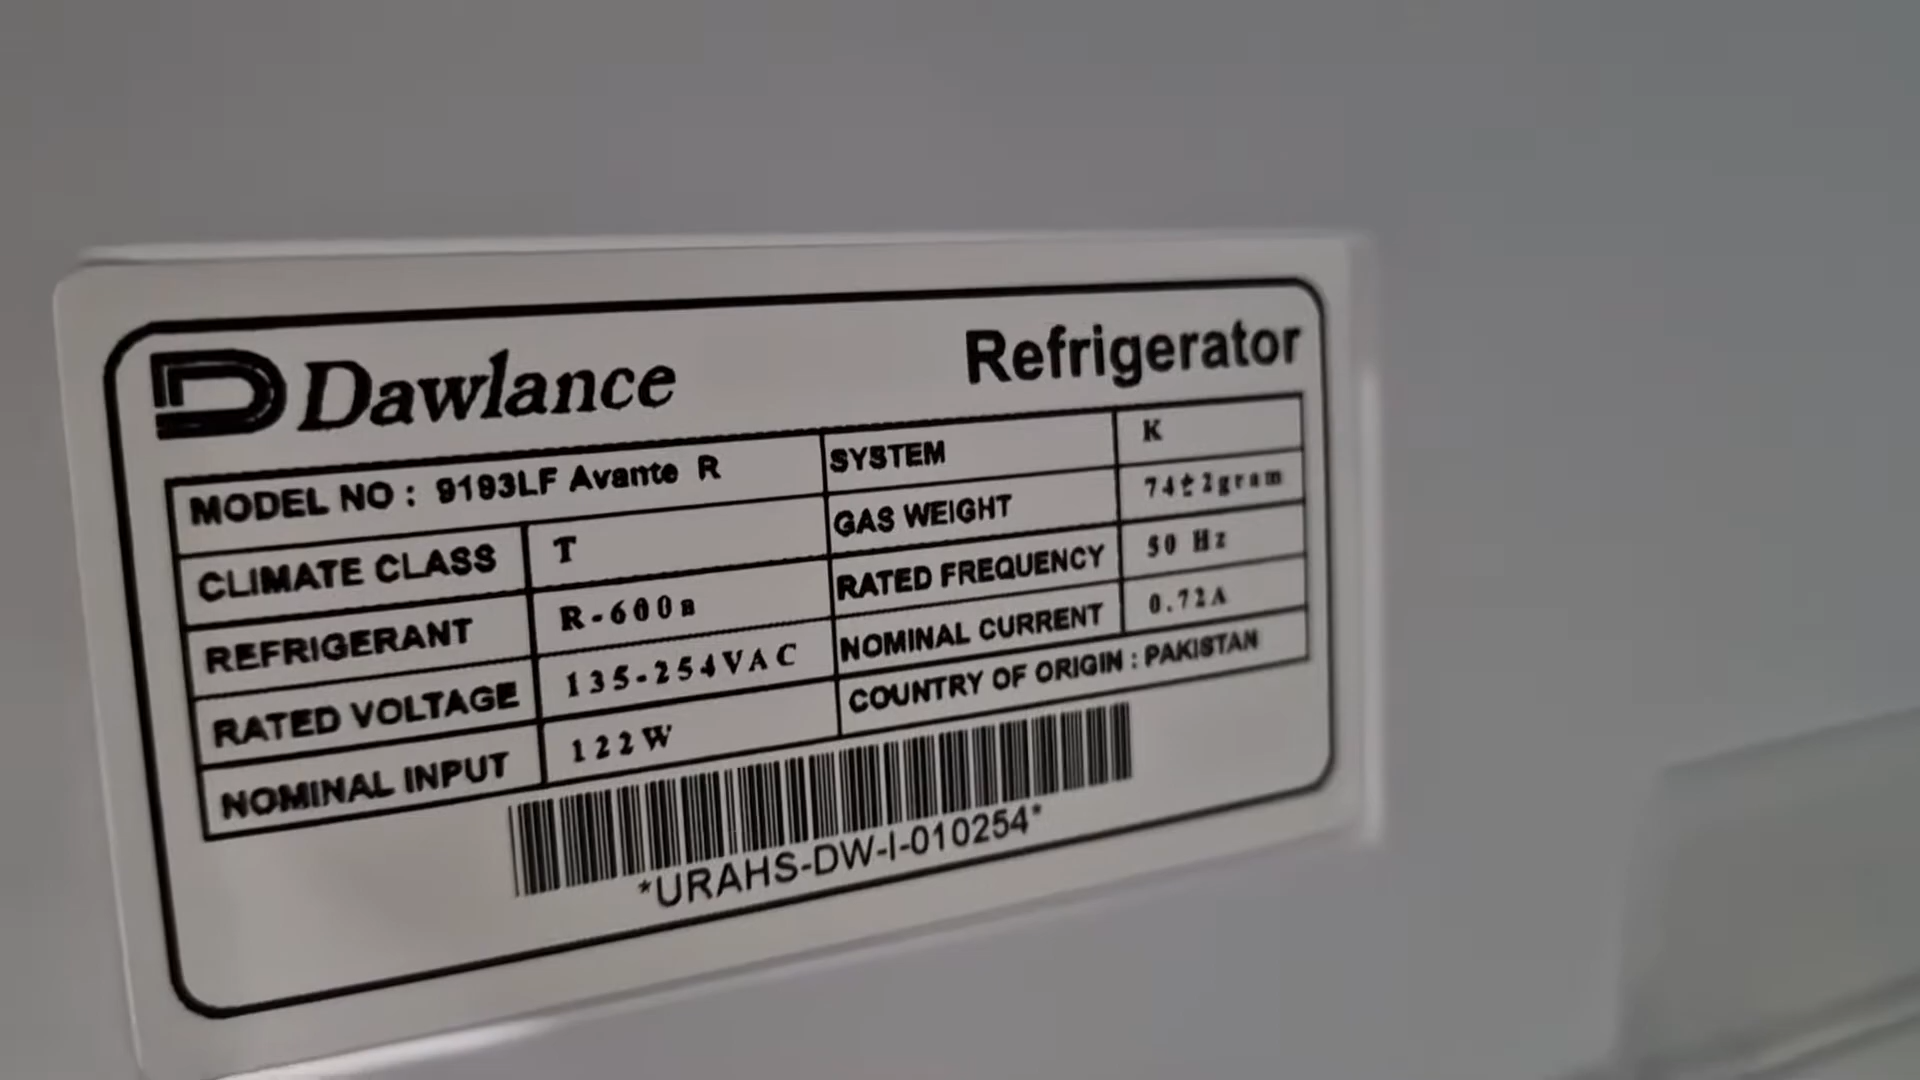 Dawlance Refrigerator
MODEL NO : 9193LF Avante R
SYSTEM K
CLIMATE CLASS T
GAS WEIGHT 74±2gram
REFRIGERANT R-600a
RATED FREQUENCY 50 Hz
RATED VOLTAGE 135-254VAC
NOMINAL CURRENT 0.72A
NOMINAL INPUT 122W
COUNTRY OF ORIGIN : PAKISTAN
*URAHS-DW-I-010254*